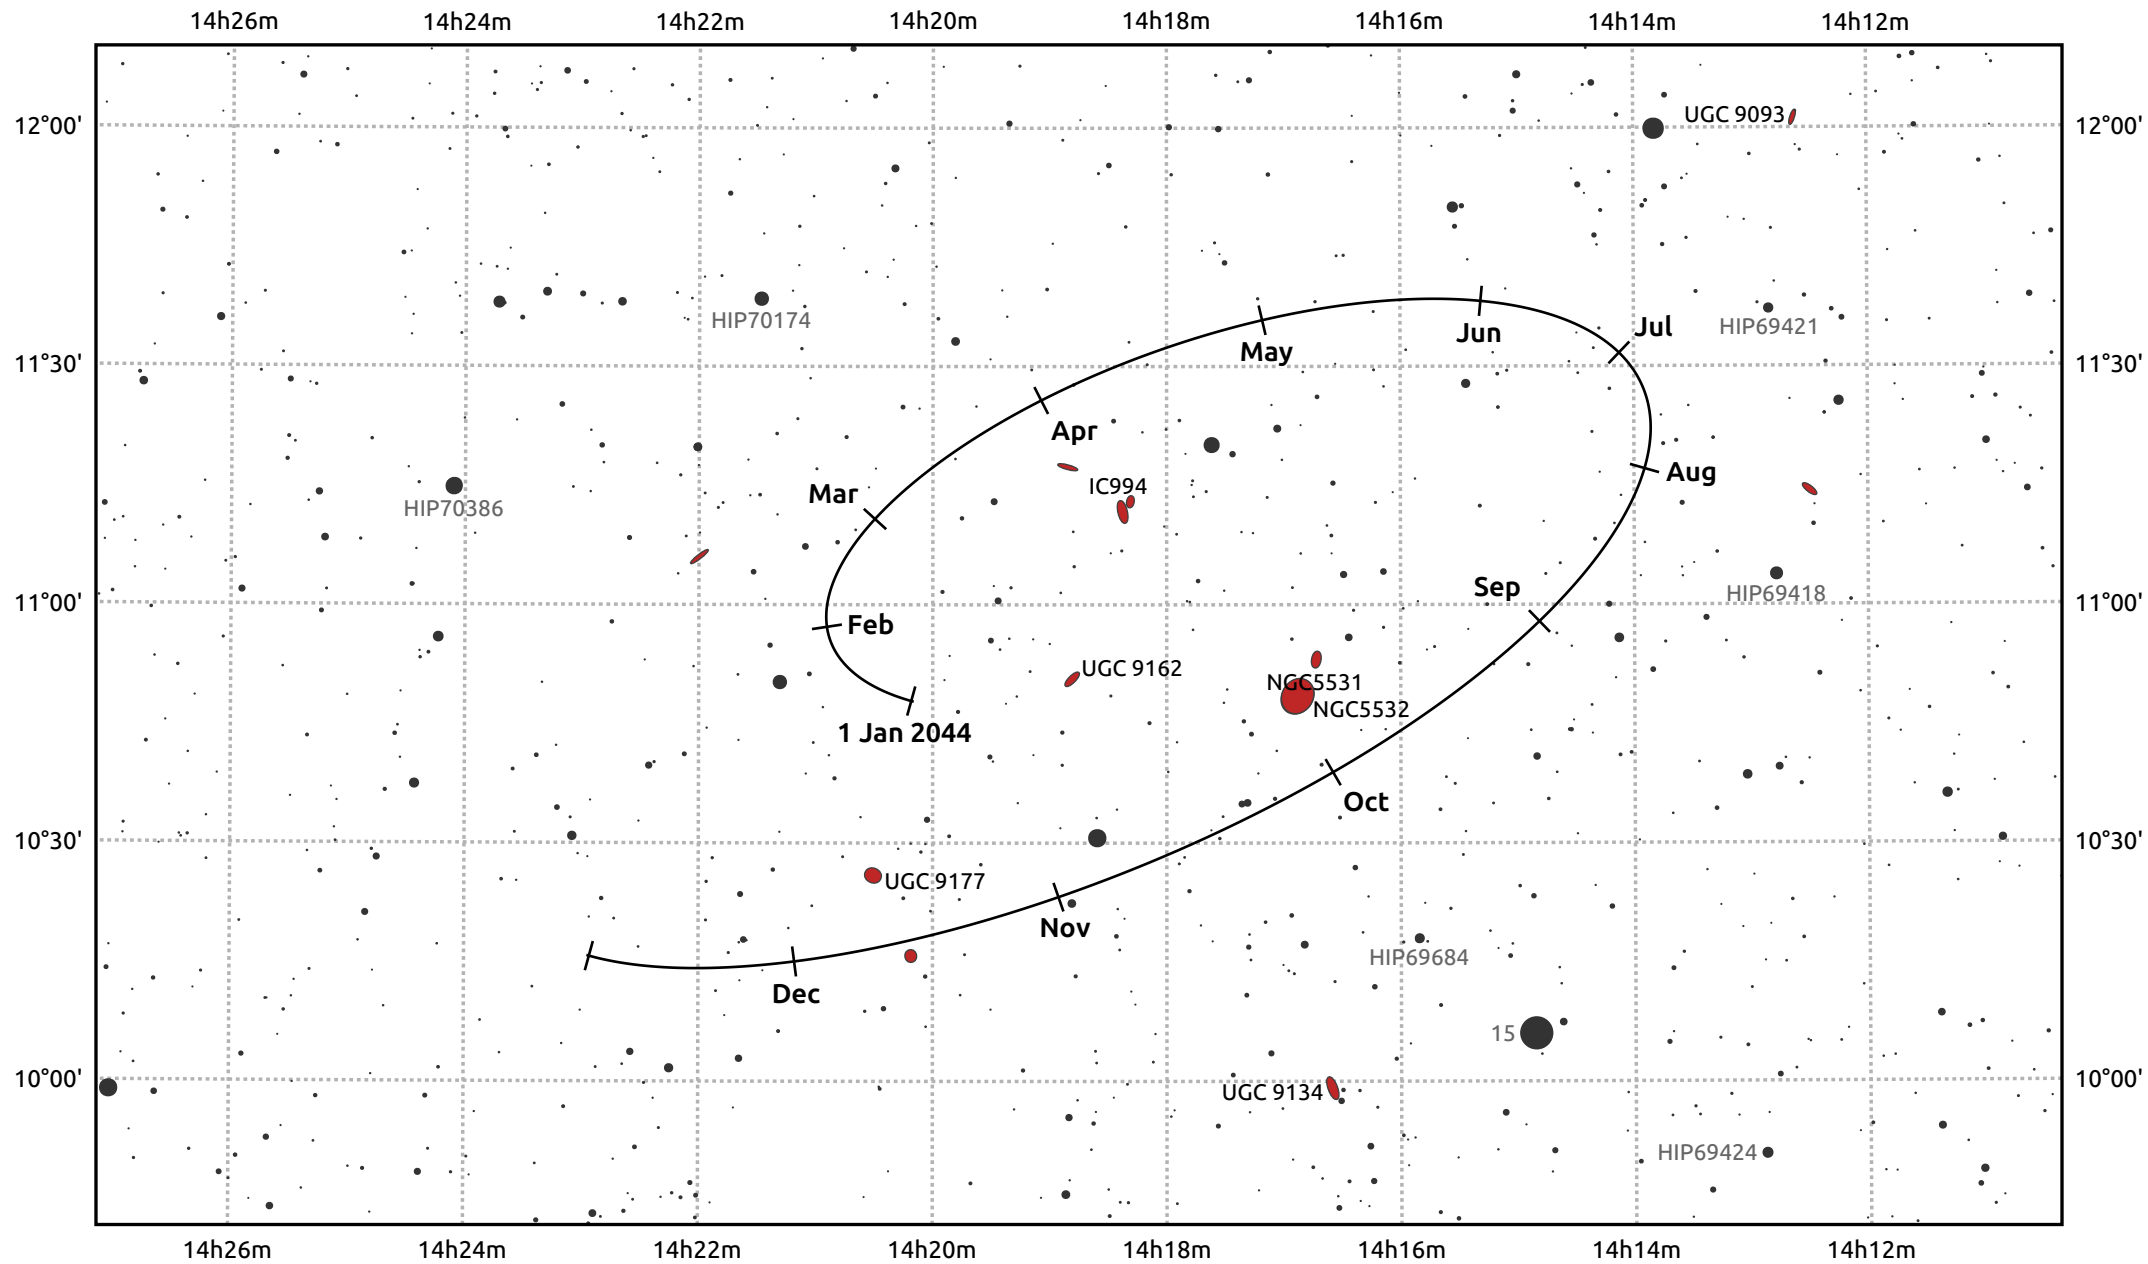 14h26m 14h24m 14h22m 14h20m 14h18m 14h16m 14h14m 14h12m
12°00' UGC 9093 12°00'
HIP70174 Jun Jul HIP69421
May
11°30' 11°30'
Apr
Mar IC994 Aug
HIP70386
11°00' Sep HIP69418 11°00'
Feb
UGC 9162 NGC5531
NGC5532
1 Jan 2044
Oct
10°30' 10°30'
UGC 9177
Nov
HIP69684
Dec
15
10°00' UGC 9134 10°00'
HIP69424
14h26m 14h24m 14h22m 14h20m 14h18m 14h16m 14h14m 14h12m